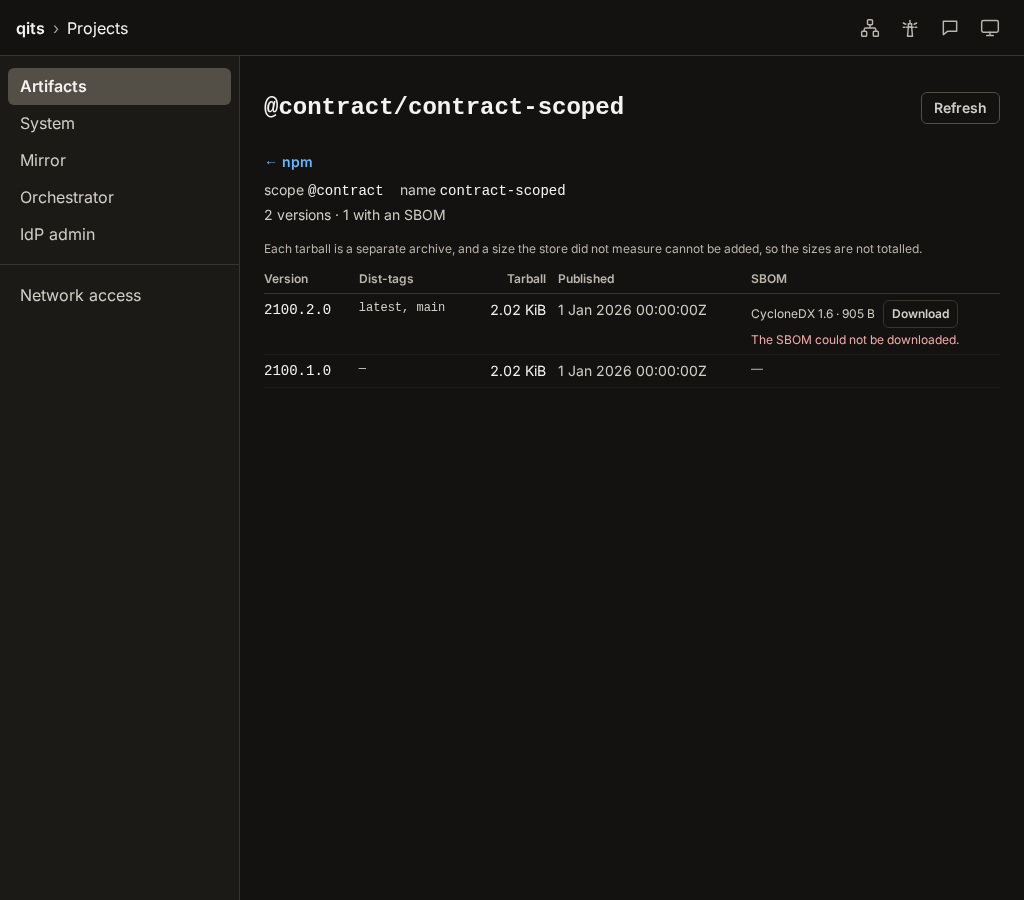 qits › Projects
Artifacts
System
Mirror
Orchestrator
IdP admin
Network access
@contract/contract-scoped
Refresh
← npm
scope @contract name contract-scoped
2 versions · 1 with an SBOM
Each tarball is a separate archive, and a size the store did not measure cannot be added, so the sizes are not totalled.
Version Dist-tags Tarball Published SBOM
2100.2.0 latest, main 2.02 KiB 1 Jan 2026 00:00:00Z CycloneDX 1.6 · 905 B Download
The SBOM could not be downloaded.
2100.1.0 — 2.02 KiB 1 Jan 2026 00:00:00Z —